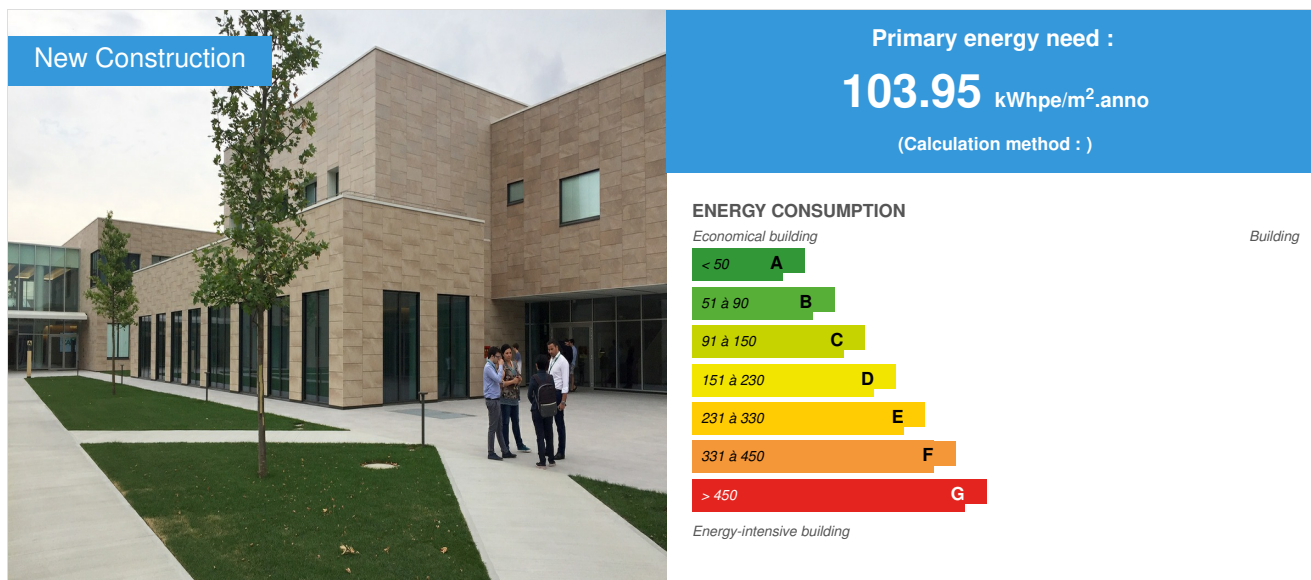 New Construction
Primary energy need :
103.95 kWhpe/m².anno
(Calculation method : )
ENERGY CONSUMPTION
Economical building Building
< 50 A
51 à 90 B
91 à 150 C
151 à 230 D
231 à 330 E
331 à 450 F
> 450 G
Energy-intensive building